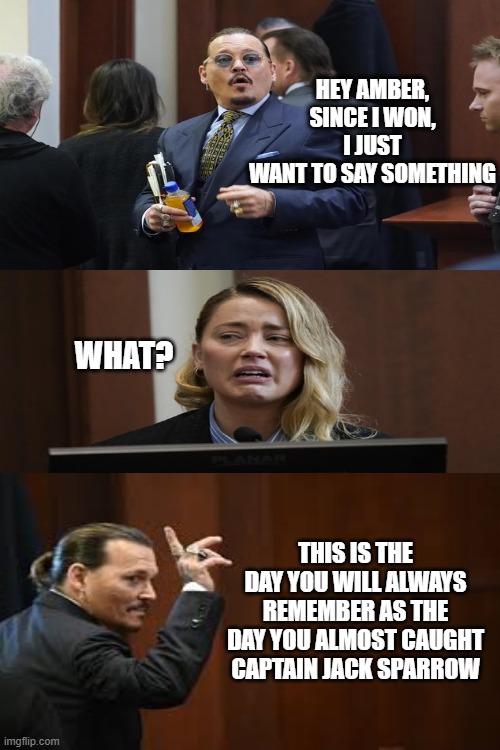 HEY AMBER,
SINCE I WON,
I JUST
WANT TO SAY SOMETHING
WHAT?
PLANAR
THIS IS THE
DAY YOU WILL ALWAYS
REMEMBER AS THE
DAY YOU ALMOST CAUGHT
CAPTAIN JACK SPARROW
imgflip.com